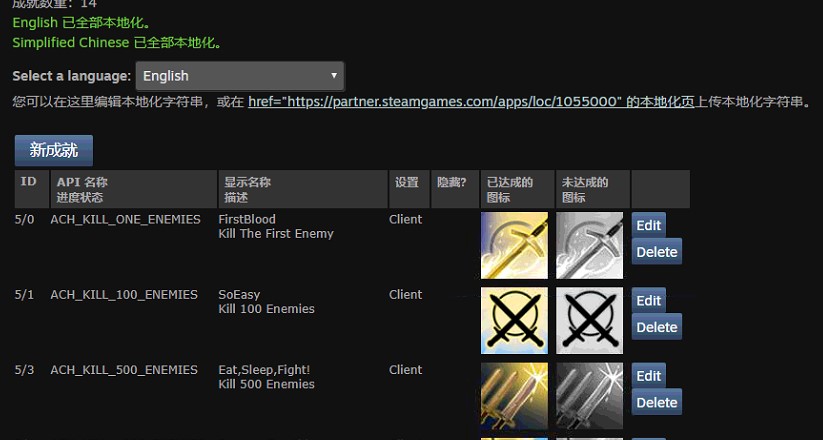 成就数量：14
English 已全部本地化。
Simplified Chinese 已全部本地化。
Select a language: English
您可以在这里编辑本地化字符串，或在 href="https://partner.steamgames.com/apps/loc/1055000" 的本地化页上传本地化字符串。
新成就
ID API 名称 显示名称 设置 隐藏? 已达成的 未达成的
进度状态 描述 图标 图标
5/0 ACH_KILL_ONE_ENEMIES FirstBlood Client Edit
Kill The First Enemy
Delete
5/1 ACH_KILL_100_ENEMIES SoEasy Client Edit
Kill 100 Enemies
Delete
5/3 ACH_KILL_500_ENEMIES Eat,Sleep,Fight! Client Edit
Kill 500 Enemies
Delete